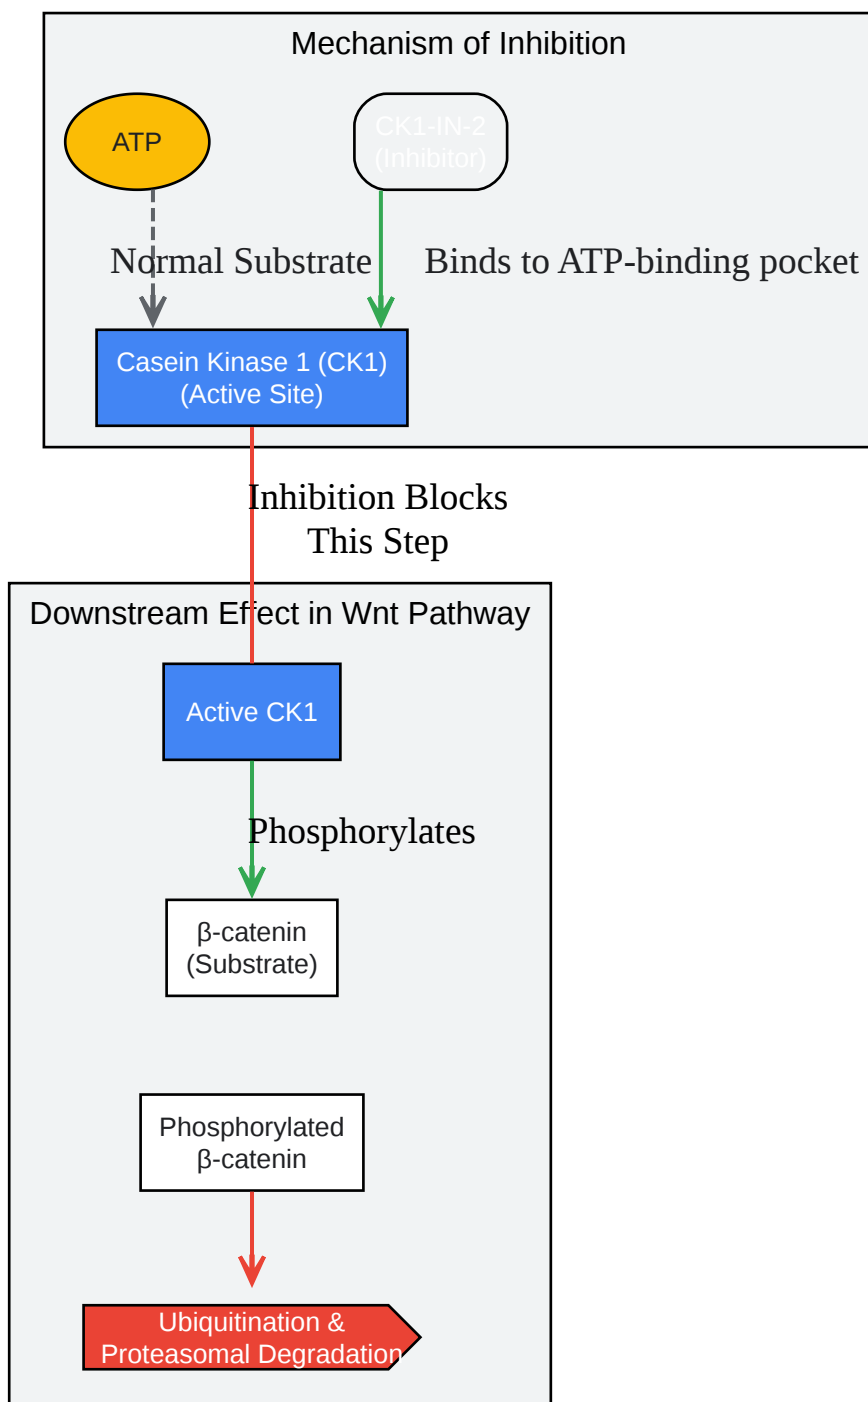 Mechanism of Inhibition
ATP
CK1-IN-2
(Inhibitor)
Normal Substrate
Binds to ATP-binding pocket
Casein Kinase 1 (CK1)
(Active Site)
Inhibition Blocks
This Step
Downstream Effect in Wnt Pathway
Active CK1
Phosphorylates
β-catenin
(Substrate)
Phosphorylated
β-catenin
Ubiquitination &
Proteasomal Degradation